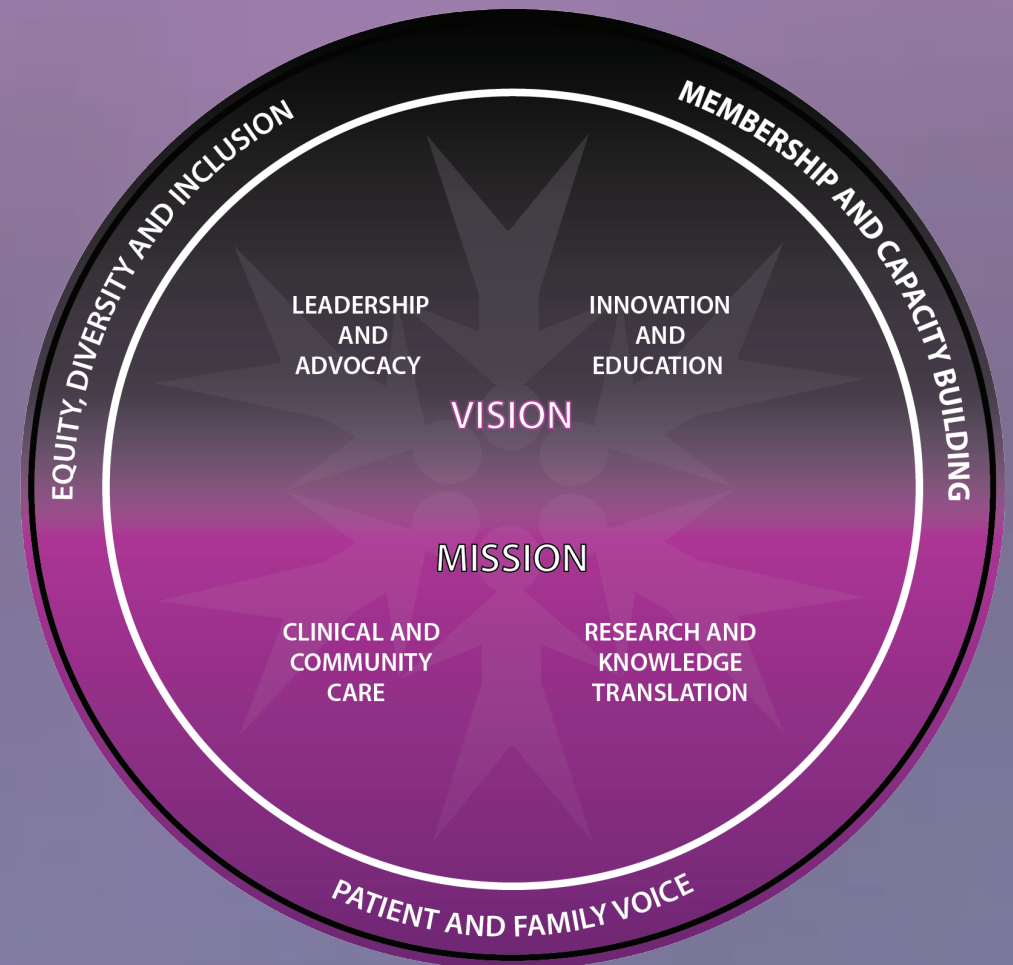 EQUITY, DIVERSITY AND INCLUSION
MEMBERSHIP AND CAPACITY BUILDING
LEADERSHIP
AND
ADVOCACY
INNOVATION
AND
EDUCATION
VISION
MISSION
CLINICAL AND
COMMUNITY
CARE
RESEARCH AND
KNOWLEDGE
TRANSLATION
PATIENT AND FAMILY VOICE